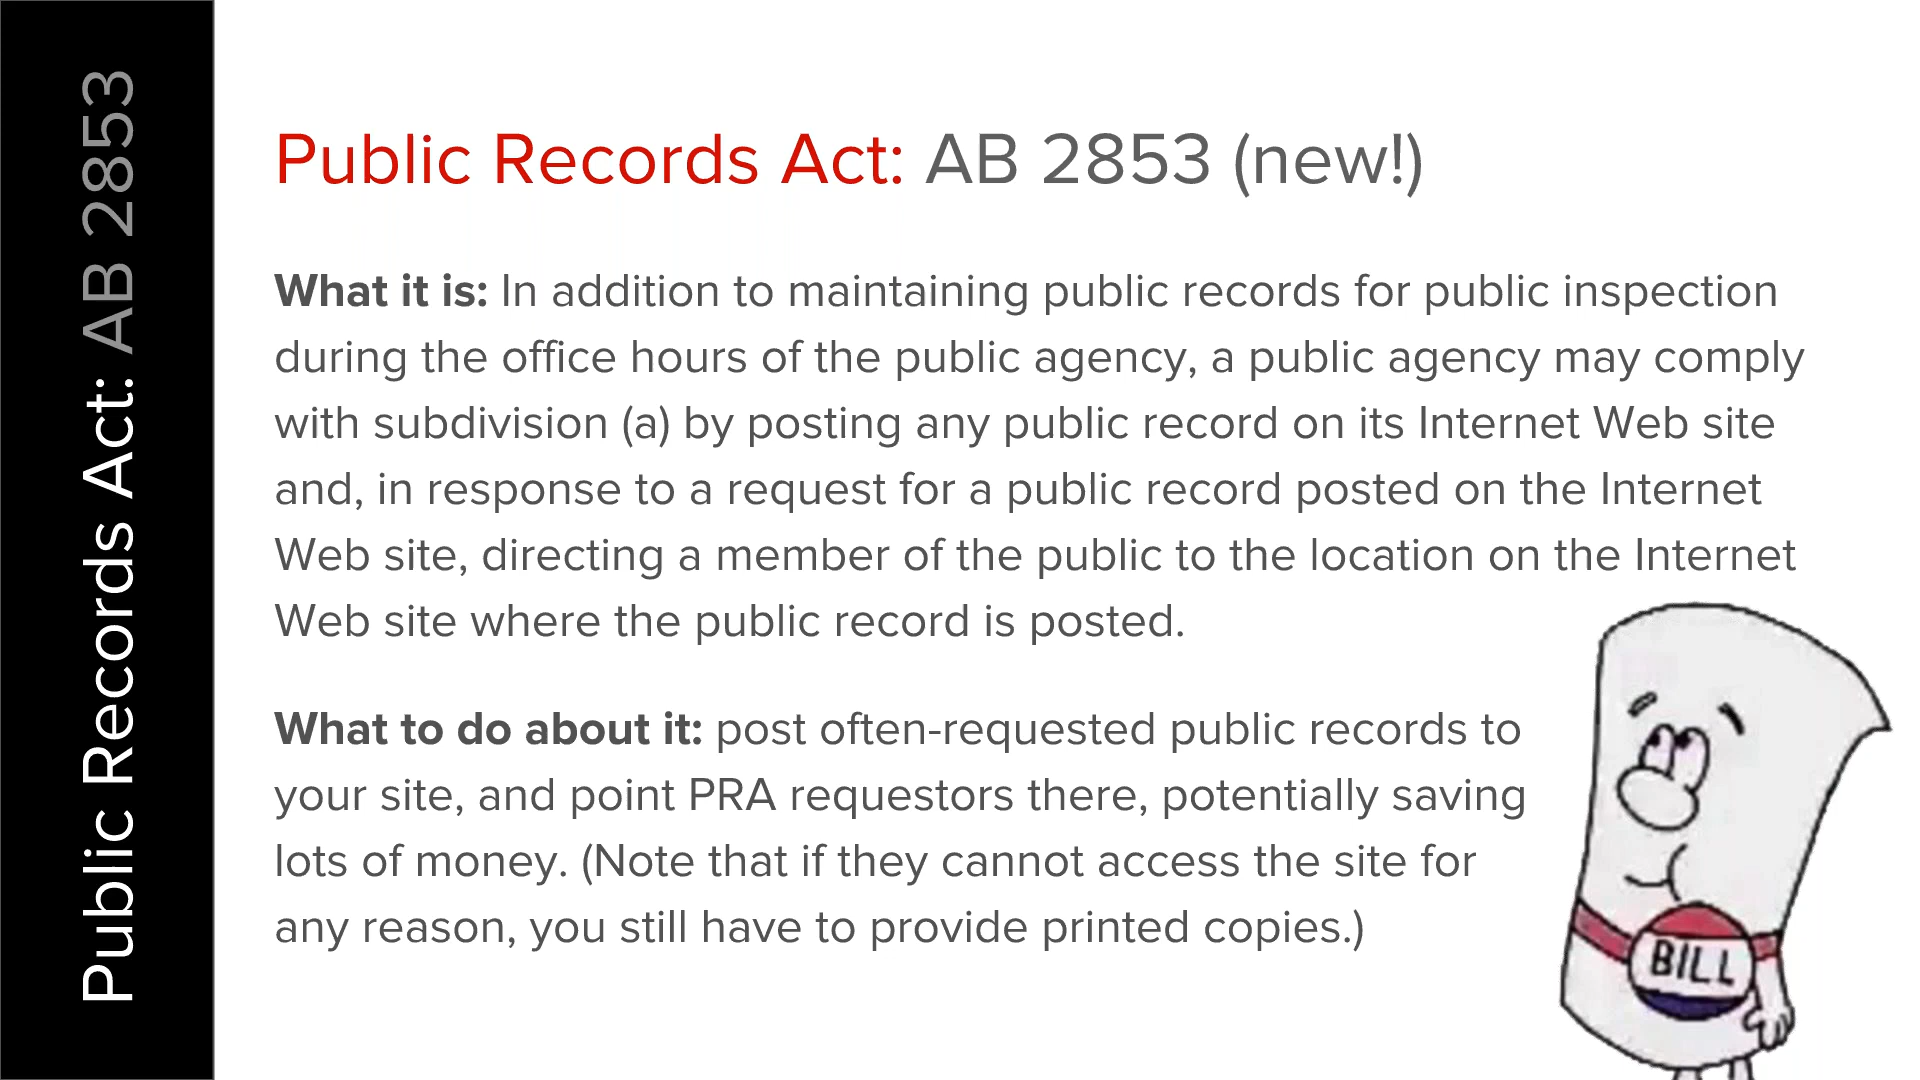 Public Records Act: AB 2853
Public Records Act: AB 2853 (new!)
What it is: In addition to maintaining public records for public inspection
during the office hours of the public agency, a public agency may comply
with subdivision (a) by posting any public record on its Internet Web site
and, in response to a request for a public record posted on the Internet
Web site, directing a member of the public to the location on the Internet
Web site where the public record is posted.
What to do about it: post often-requested public records to
your site, and point PRA requestors there, potentially saving
lots of money. (Note that if they cannot access the site for
any reason, you still have to provide printed copies.)
BILL